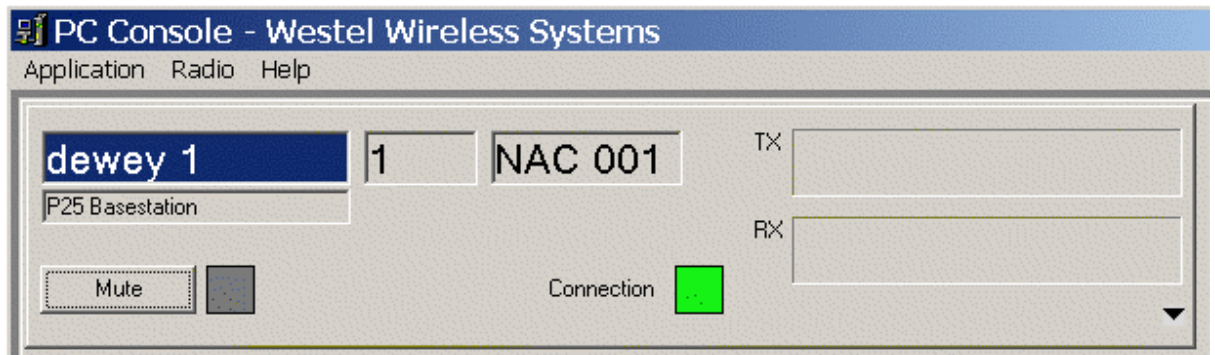 PC Console - Westel Wireless Systems
Application Radio Help
dewey 1 1 NAC 001 TX
P25 Basestation
RX
Mute Connection